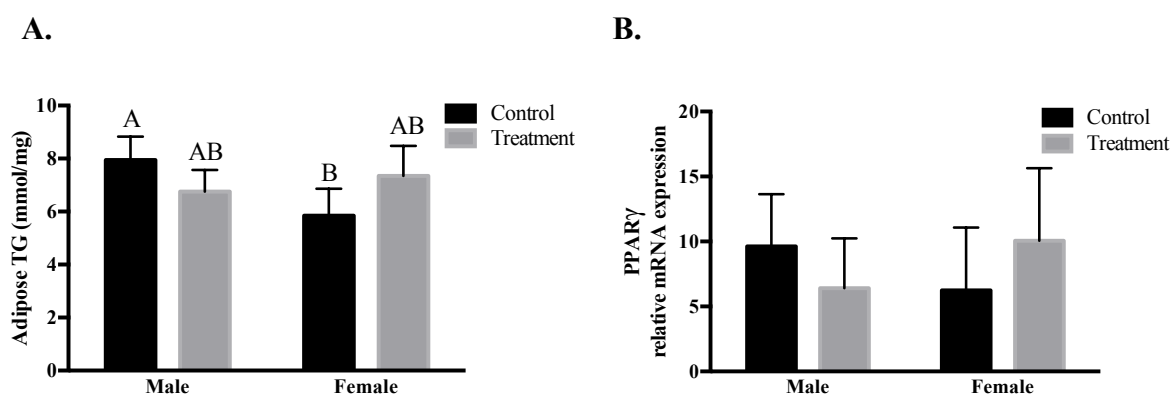 A.
Adipose TG (mmol/mg)
10
8
6
4
2
0
A
AB
B
AB
Control
Treatment
Male
Female
B.
PPARγ
relative mRNA expression
20
15
10
5
0
Control
Treatment
Male
Female